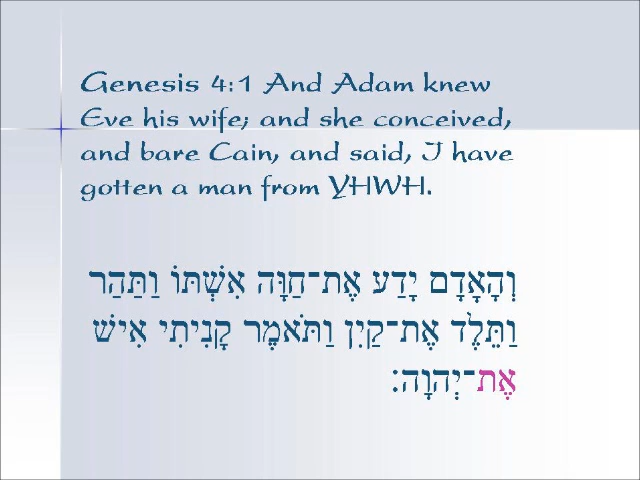 Genesis 4:1 And Adam knew
Eve his wife; and she conceived,
and bare Cain, and said, I have
gotten a man from YHWH.
וְהָאָדָם יָדַע אֶת־חַוָּה אִשְׁתּוֹ וַתַּהַר
וַתֵּלֶד אֶת־קַיִן וַתֹּאמֶר קָנִיתִי אִישׁ
אֶת־יְהוָה׃